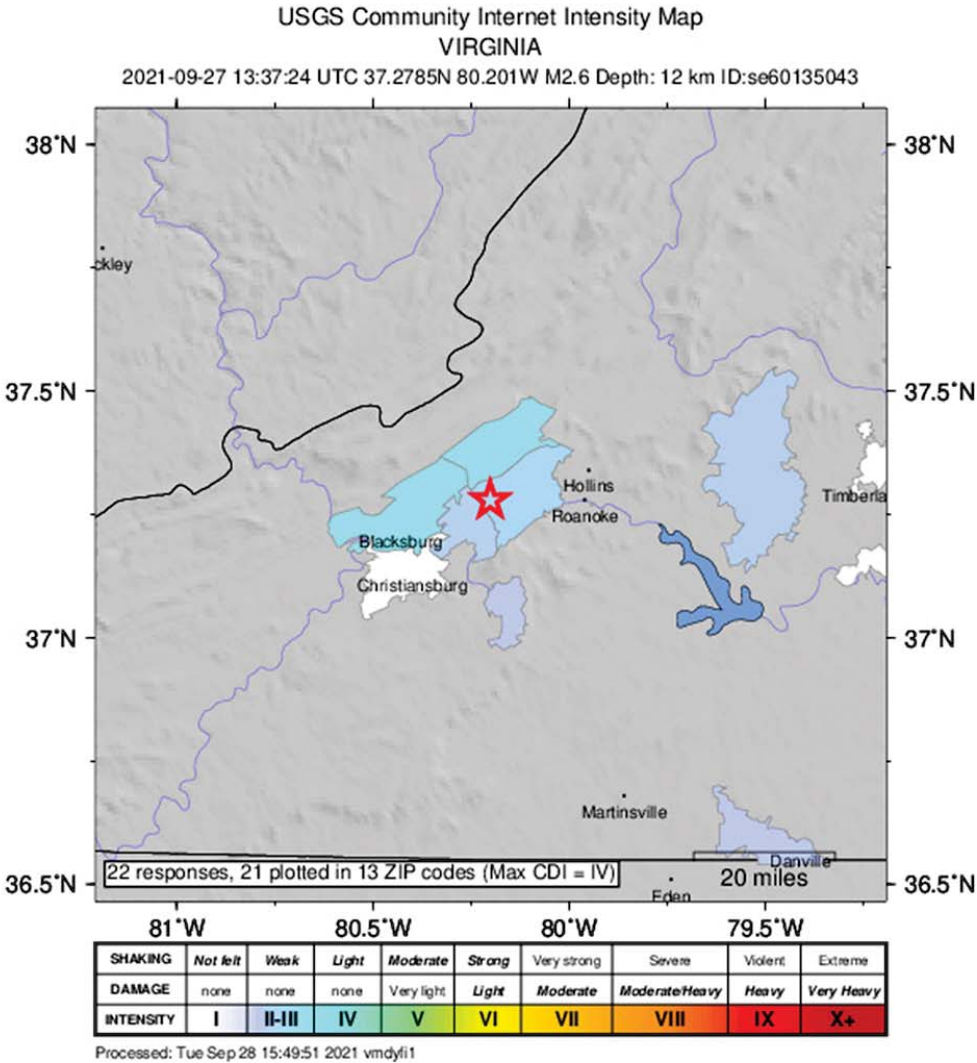 USGS Community Internet Intensity Map
VIRGINIA
2021-09-27 13:37:24 UTC 37.2785N 80.201W M2.6 Depth: 12 km ID:se60135043
38°N 38°N
ckley
37.5°N 37.5°N
Hollins
Timberla
Roanoke
Blacksburg
Christiansburg
37°N 37°N
Martinsville
Danville
22 responses, 21 plotted in 13 ZIP codes (Max CDI = IV)
20 miles
36.5°N 36.5°N
Eden
81°W 80.5°W 80°W 79.5°W
SHAKING Not felt Weak Light Moderate Strong Very strong Severe Violent Extreme
DAMAGE none none none Very light Light Moderate Moderate/Heavy Heavy Very Heavy
INTENSITY I II-III IV V VI VII VIII IX X+
Processed: Tue Sep 28 15:49:51 2021 vmdyfi1